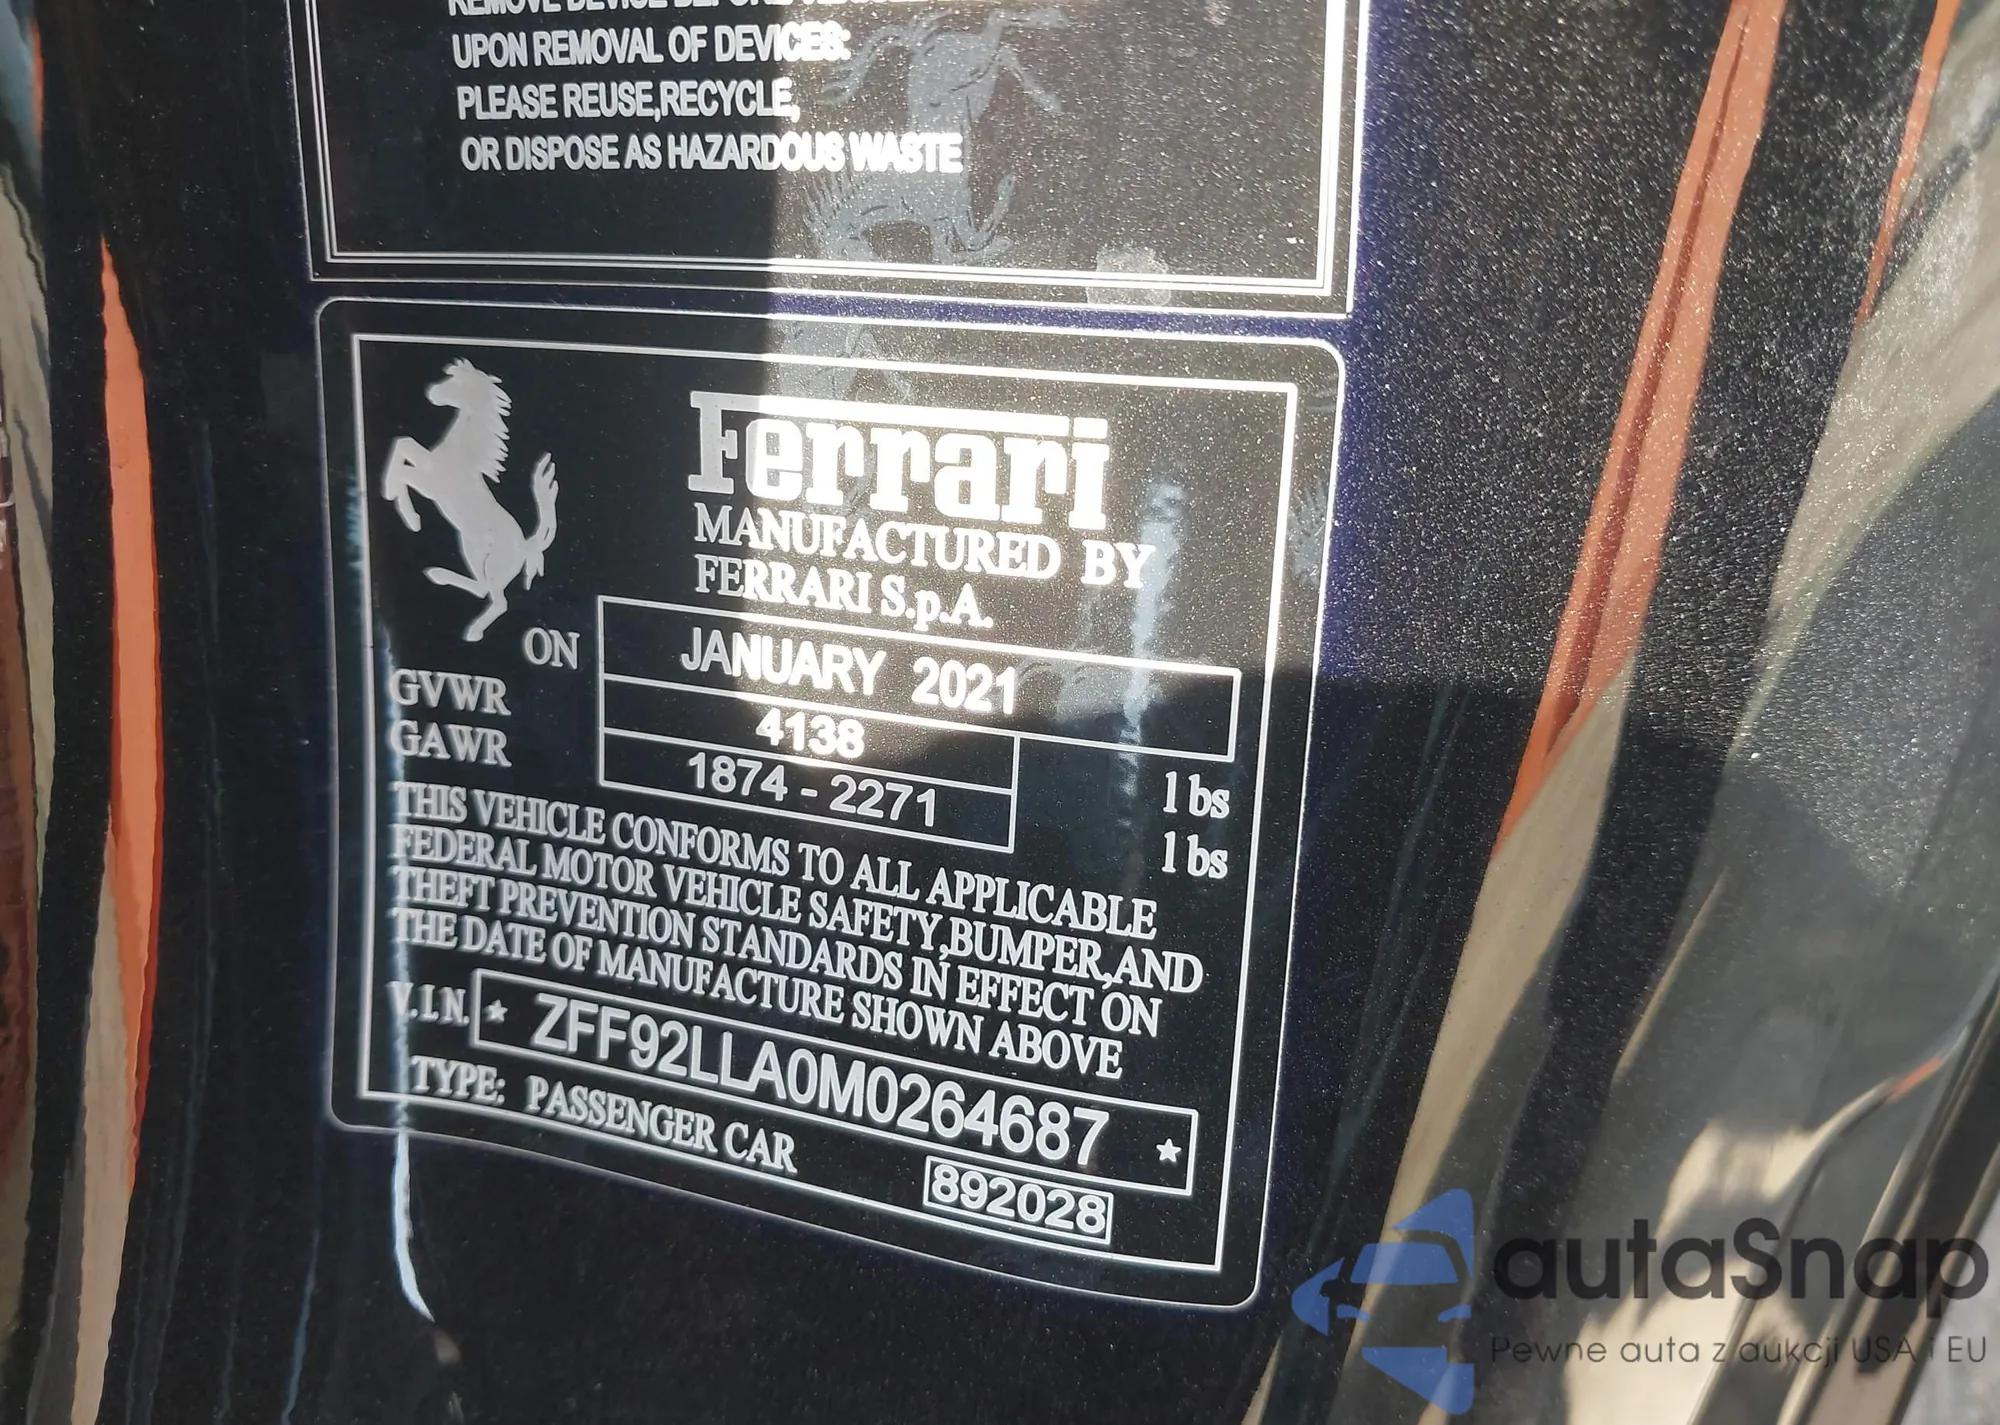 REMOVE DEVICE BEFORE
UPON REMOVAL OF DEVICES:
PLEASE REUSE,RECYCLE,
OR DISPOSE AS HAZARDOUS WASTE
Ferrari
MANUFACTURED BY
FERRARI S.p.A.
ON JANUARY 2021
GVWR 4138 lbs
GAWR 1874 - 2271 lbs
THIS VEHICLE CONFORMS TO ALL APPLICABLE
FEDERAL MOTOR VEHICLE SAFETY,BUMPER,AND
THEFT PREVENTION STANDARDS IN EFFECT ON
THE DATE OF MANUFACTURE SHOWN ABOVE
V.I.N. * ZFF92LLA0M0264687 *
TYPE: PASSENGER CAR
892028
autaSnap
Pewne auta z aukcji USA i EU